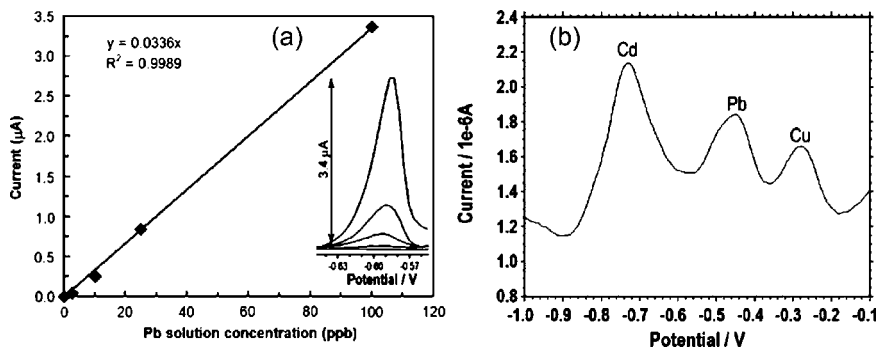 (a)
y = 0.0336x
R² = 0.9989
3.5
3.0
2.5
2.0
1.5
1.0
0.5
0.0
Current (µA)
0 20 40 60 80 100 120
Pb solution concentration (ppb)
3.4 µA
-0.63 -0.60 -0.57
Potential / V
(b)
Cd
Pb
Cu
2.4
2.2
2.0
1.8
1.6
1.4
1.2
1.0
0.8
Current / 1e-6A
-1.0 -0.9 -0.8 -0.7 -0.6 -0.5 -0.4 -0.3 -0.2 -0.1
Potential / V